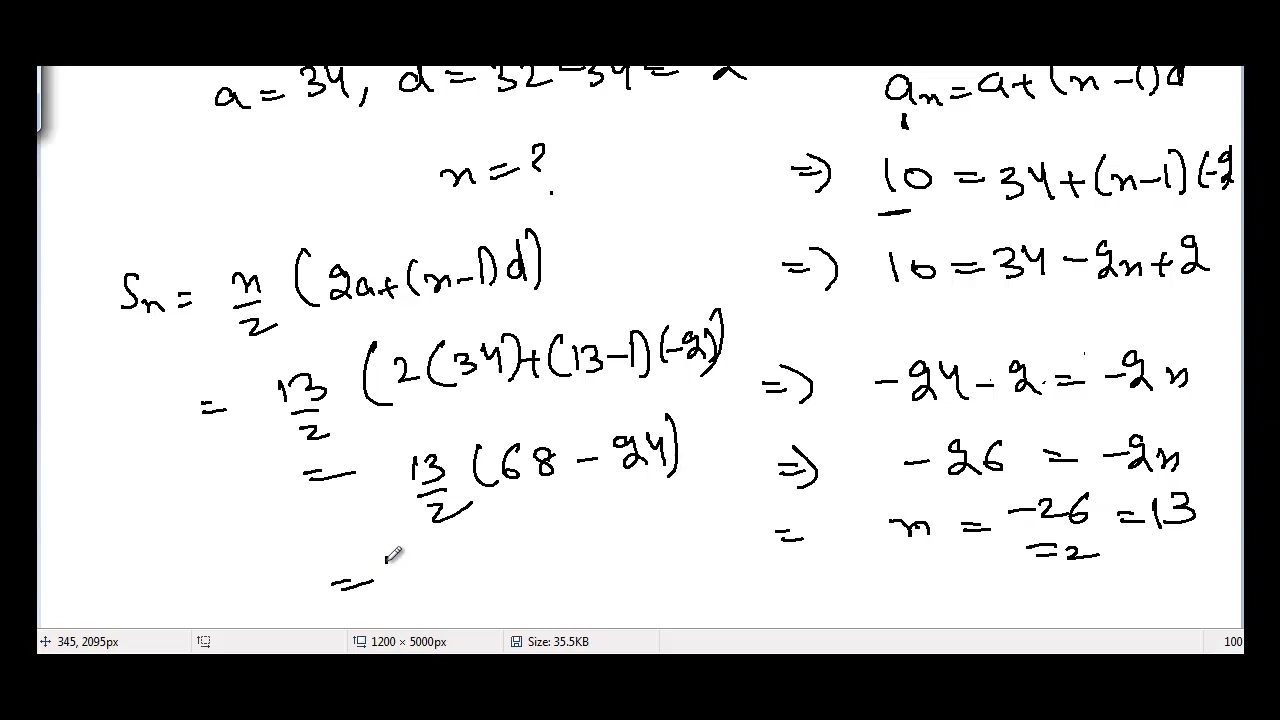 a = 34, d = 32 - 34 = - 2
n = ?
Sn = n/2 (2a+(n-1)d)
= 13/2 (2(34)+(13-1)(-2))
= 13/2 (68 - 24)
=
an = a+(n-1)d
=) 10 = 34+(n-1)(-2
=) 10 = 34 - 2n+2
=) -24 - 2 = -2n
=) - 26 = -2n
= n = -26/=2 = 13
345, 2095px 1200 × 5000px Size: 35.5KB 100